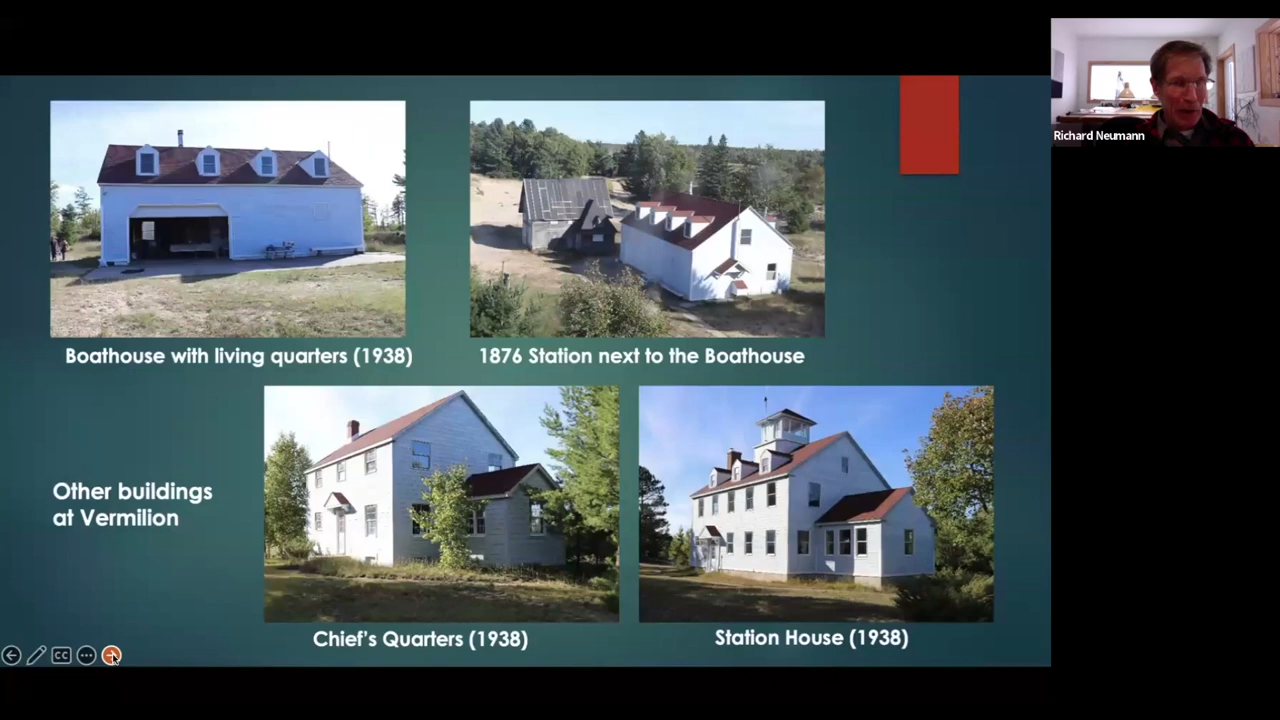 Richard Neumann
Boathouse with living quarters (1938)
1876 Station next to the Boathouse
Other buildings
at Vermilion
Chief's Quarters (1938)
Station House (1938)
CC